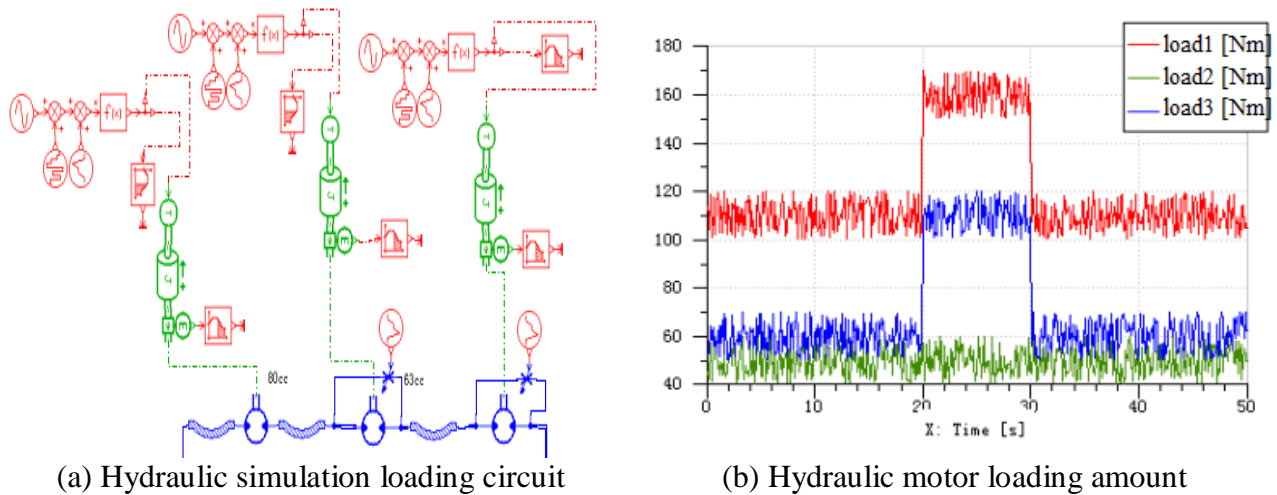 f(x)
f(x)
f(x)
T
T
T
J
J
J
E
E
E
80cc
63cc
load1 [Nm]
load2 [Nm]
load3 [Nm]
180
160
140
120
100
80
60
40
0
10
20
30
40
50
X: Time [s]
(a) Hydraulic simulation loading circuit
(b) Hydraulic motor loading amount